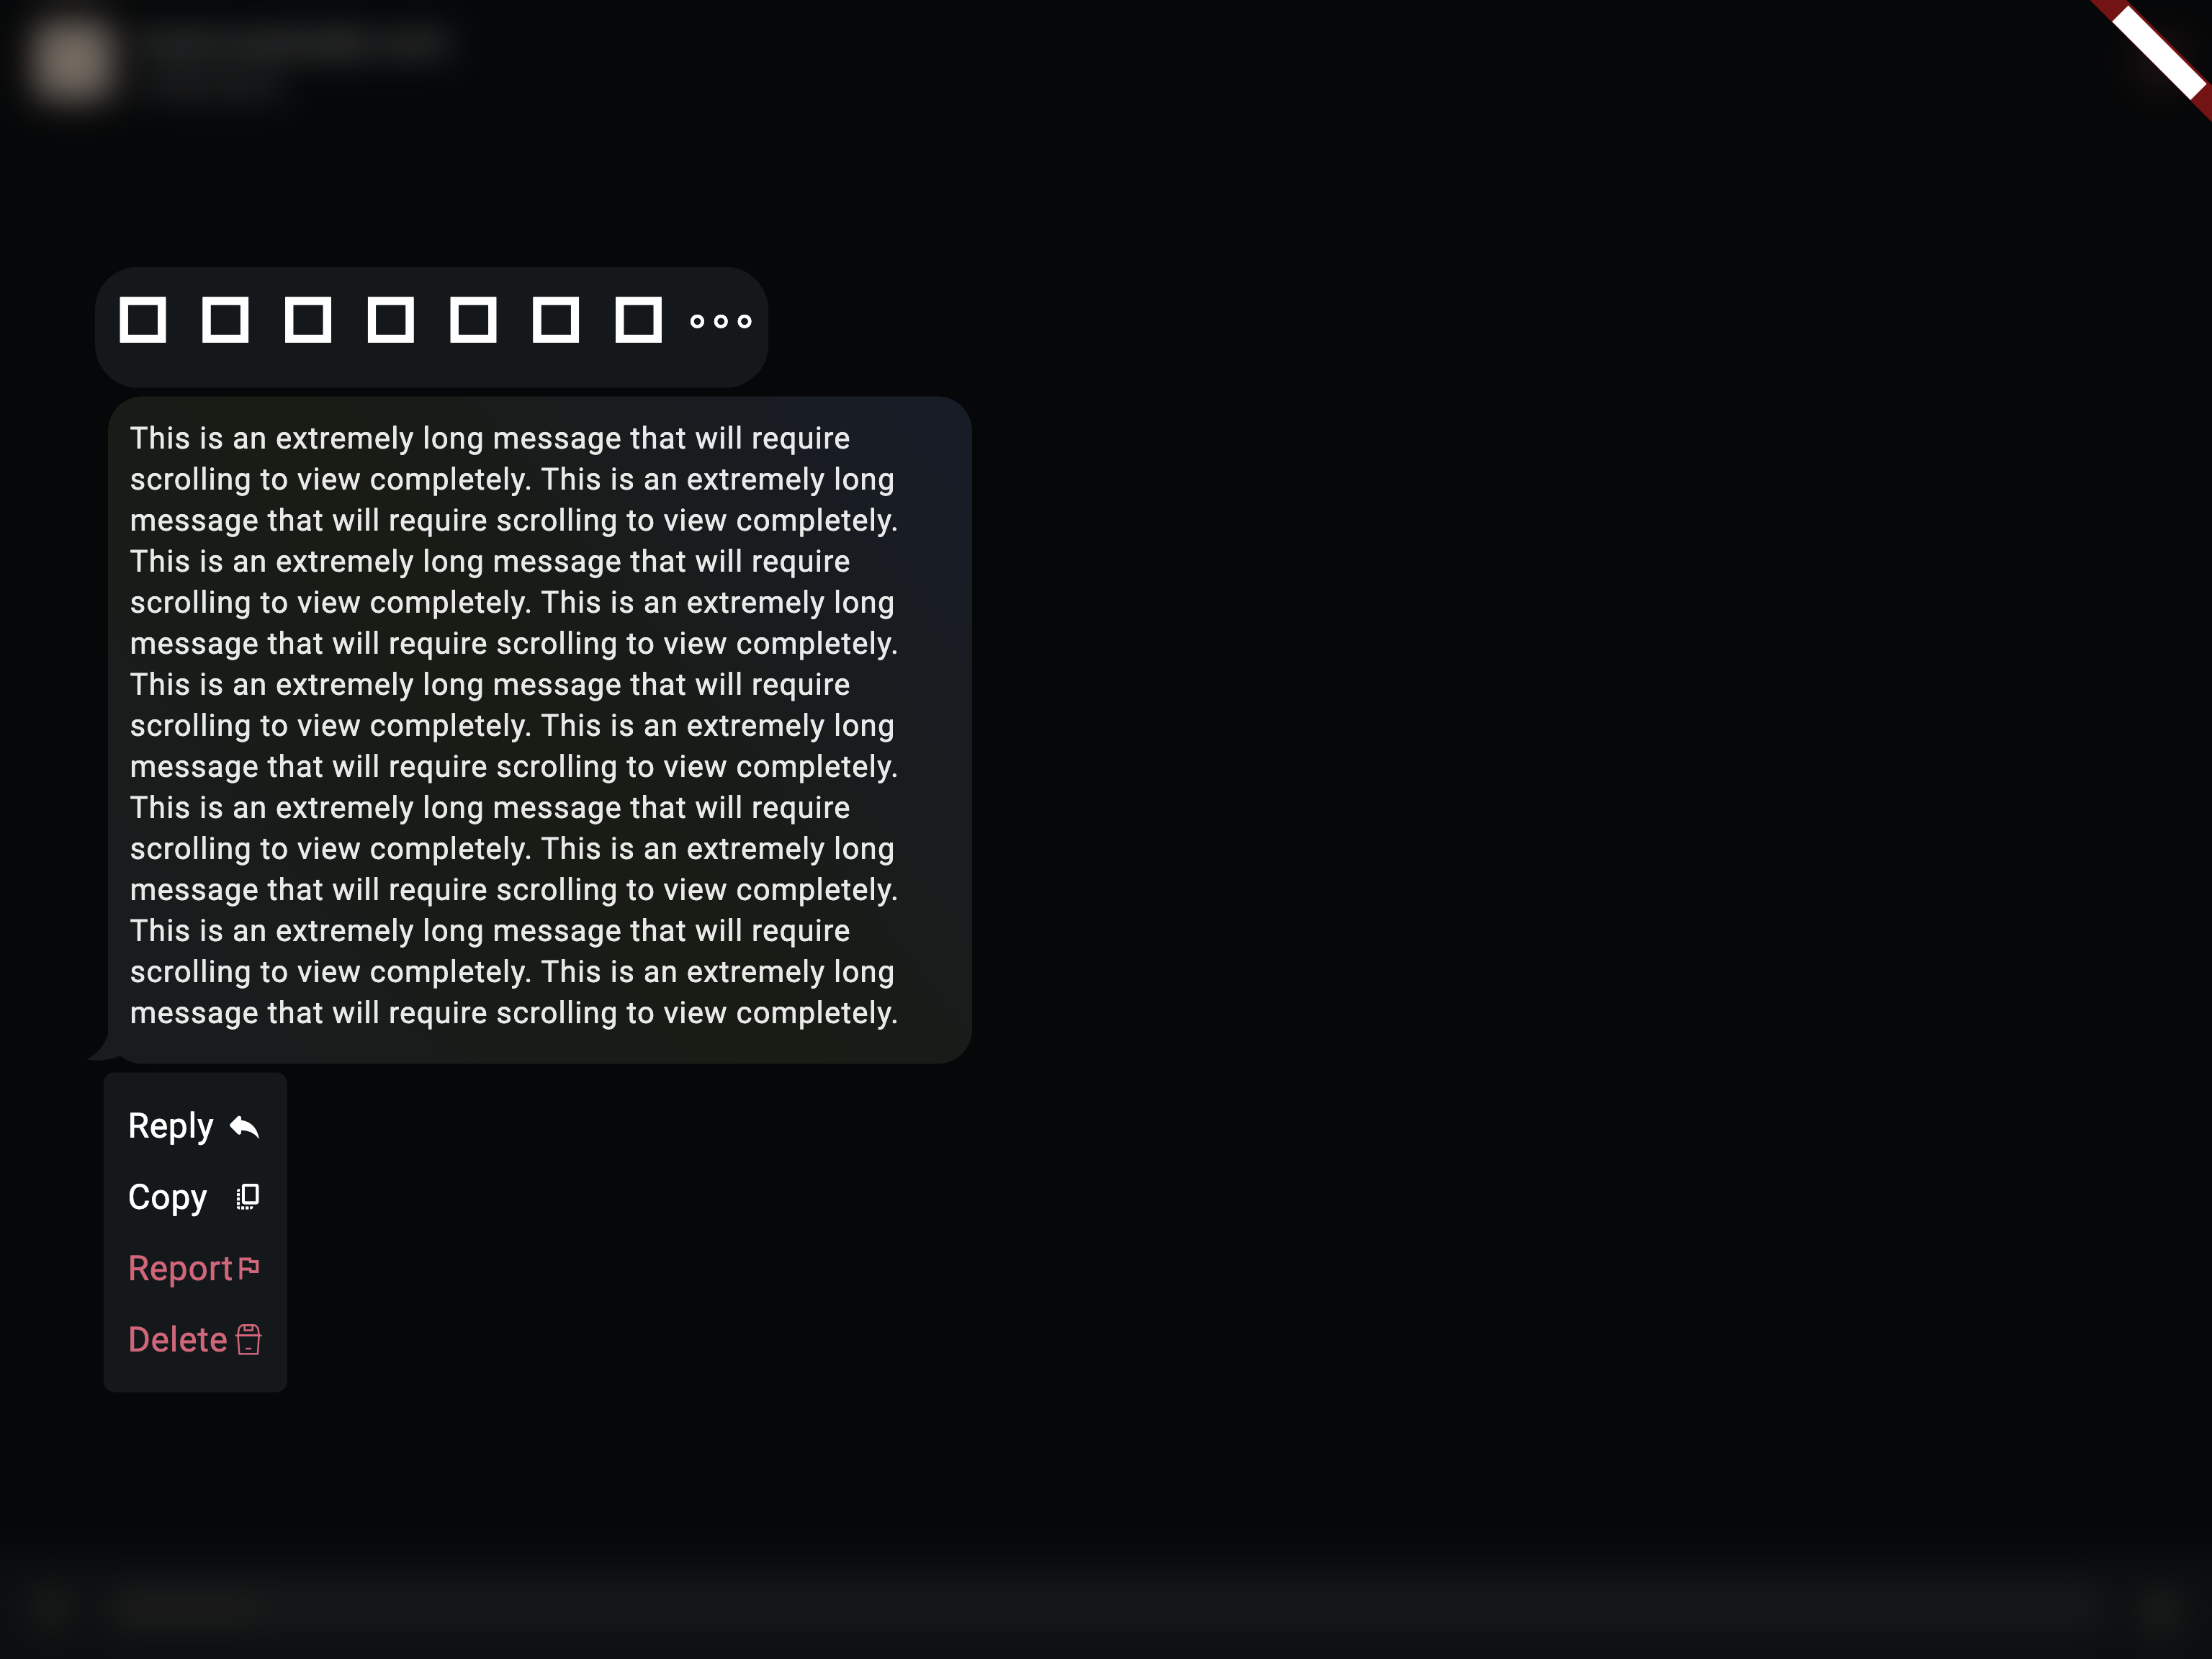 This is an extremely long message that will require
scrolling to view completely. This is an extremely long
message that will require scrolling to view completely.
This is an extremely long message that will require
scrolling to view completely. This is an extremely long
message that will require scrolling to view completely.
This is an extremely long message that will require
scrolling to view completely. This is an extremely long
message that will require scrolling to view completely.
This is an extremely long message that will require
scrolling to view completely. This is an extremely long
message that will require scrolling to view completely.
This is an extremely long message that will require
scrolling to view completely. This is an extremely long
message that will require scrolling to view completely.
Reply
Copy
Report
Delete